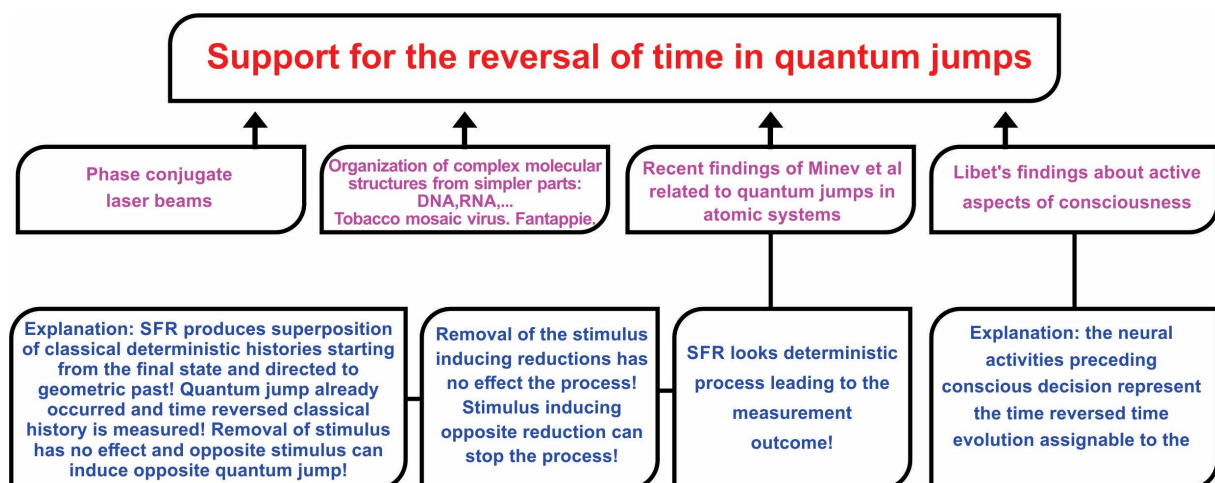 Support for the reversal of time in quantum jumps
Phase conjugate
laser beams
Organization of complex molecular
structures from simpler parts:
DNA,RNA,...
Tobacco mosaic virus. Fantappie.
Recent findings of Minev et al
related to quantum jumps in
atomic systems
Libet's findings about active
aspects of consciousness
Explanation: SFR produces superposition
of classical deterministic histories starting
from the final state and directed to
geometric past! Quantum jump already
occurred and time reversed classical
history is measured! Removal of stimulus
has no effect and opposite stimulus can
induce opposite quantum jump!
Removal of the stimulus
inducing reductions has
no effect the process!
Stimulus inducing
opposite reduction can
stop the process!
SFR looks deterministic
process leading to the
measurement
outcome!
Explanation: the neural
activities preceding
conscious decision represent
the time reversed time
evolution assignable to the